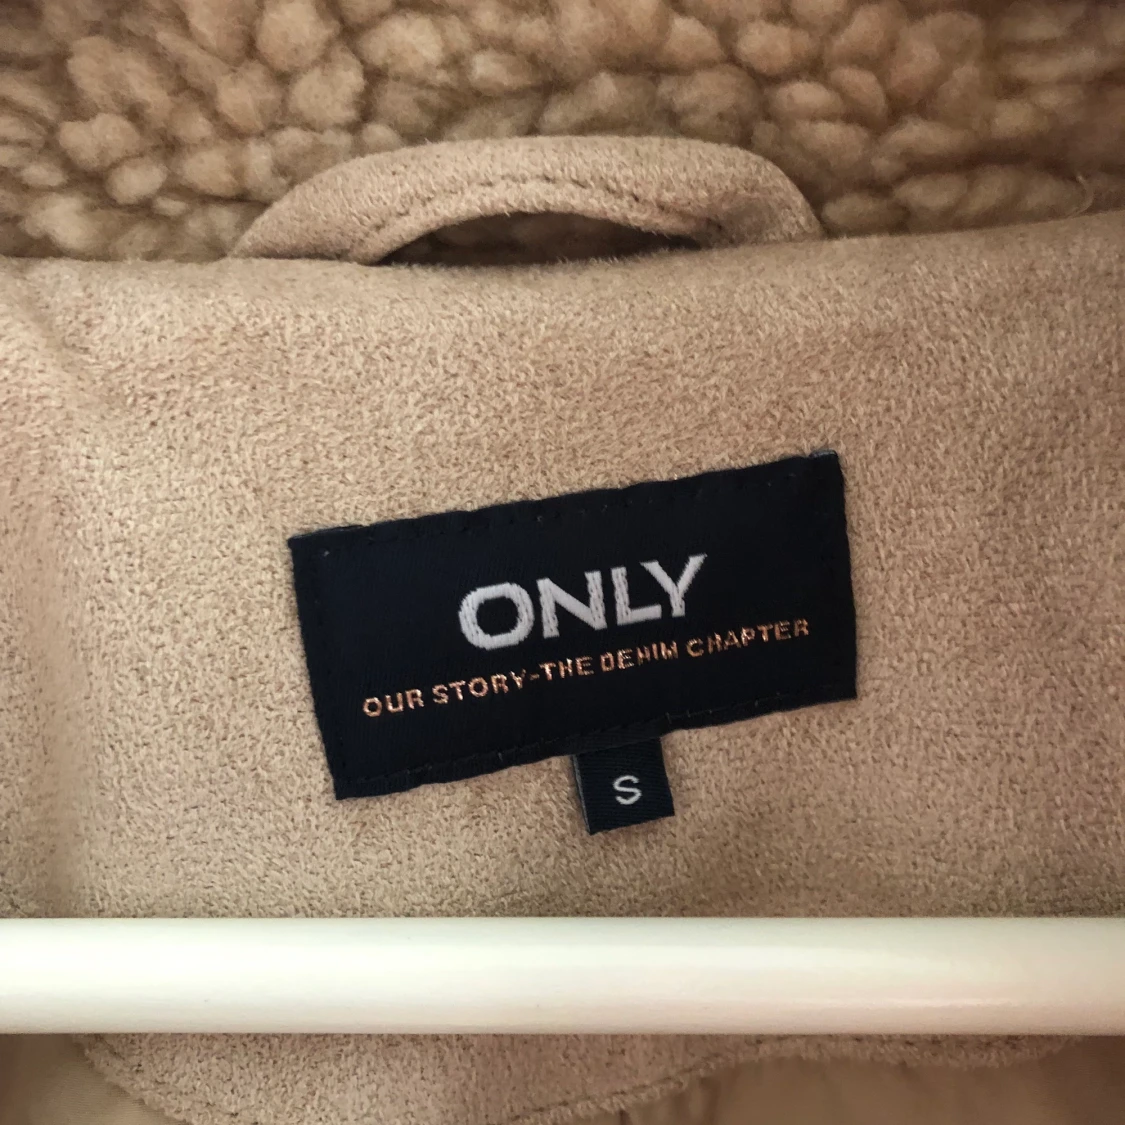 ONLY
OUR STORY-THE DENIM CHAPTER
S